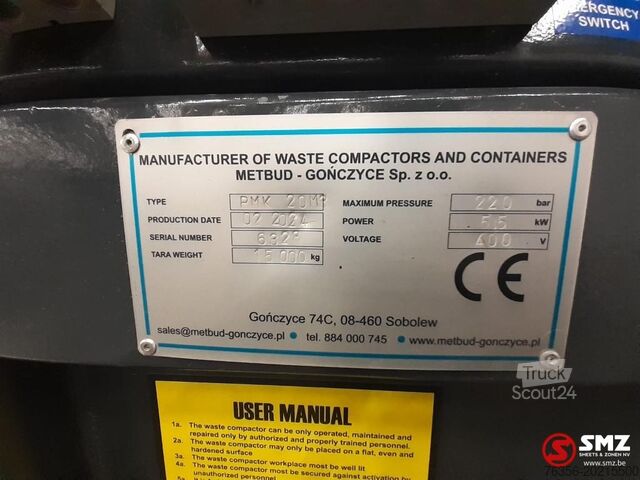 EMERGENCY
SWITCH
MANUFACTURER OF WASTE COMPACTORS AND CONTAINERS
METBUD - GOŃCZYCE Sp. z o.o.
TYPE PMK 20MP MAXIMUM PRESSURE 220 bar
PRODUCTION DATE 02 2024 POWER 5.5 kW
SERIAL NUMBER VOLTAGE 400 V
TARA WEIGHT 15 000 kg
CE
Gończyce 74C, 08-460 Sobolew
sales@metbud-gonczyce.pl • tel. 884 000 745 • www.metbud-gonczyce.pl
Truck
Scout24
USER MANUAL
1a. The waste compactor can be only operated, maintained and
repaired only by authorized and properly trained personnel.
2a. The waste compactor may only be placed on a flat, even and
hardened surface
3a. The waste compactor workplace must be well lit
4a. The waste compactor must be secured against activation by
unauthorized personnel
5a.
SMZ
SHEETS & ZONEN NV